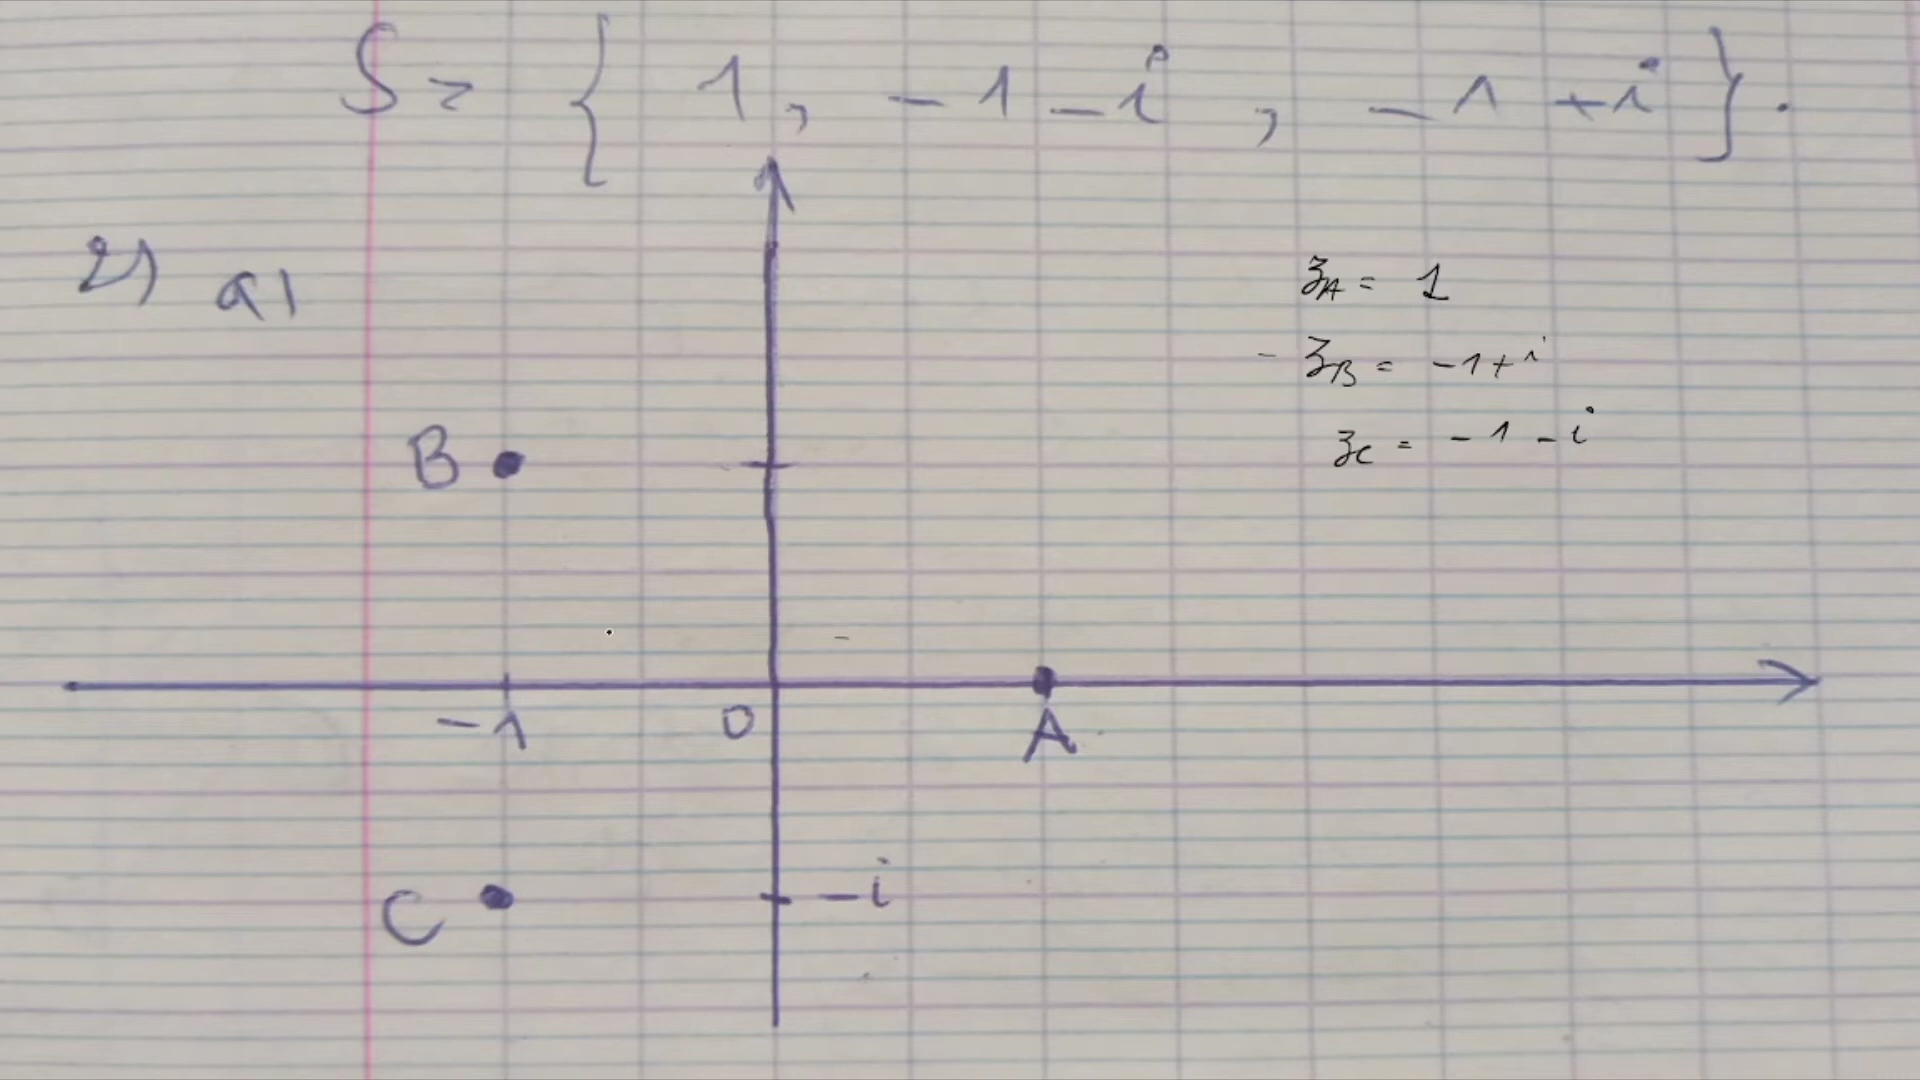 S = { 1, -1-i, -1+i }.
2) a)
z_A = 1
- z_B = -1+i
z_C = -1-i
B
-1 0 A
C -i